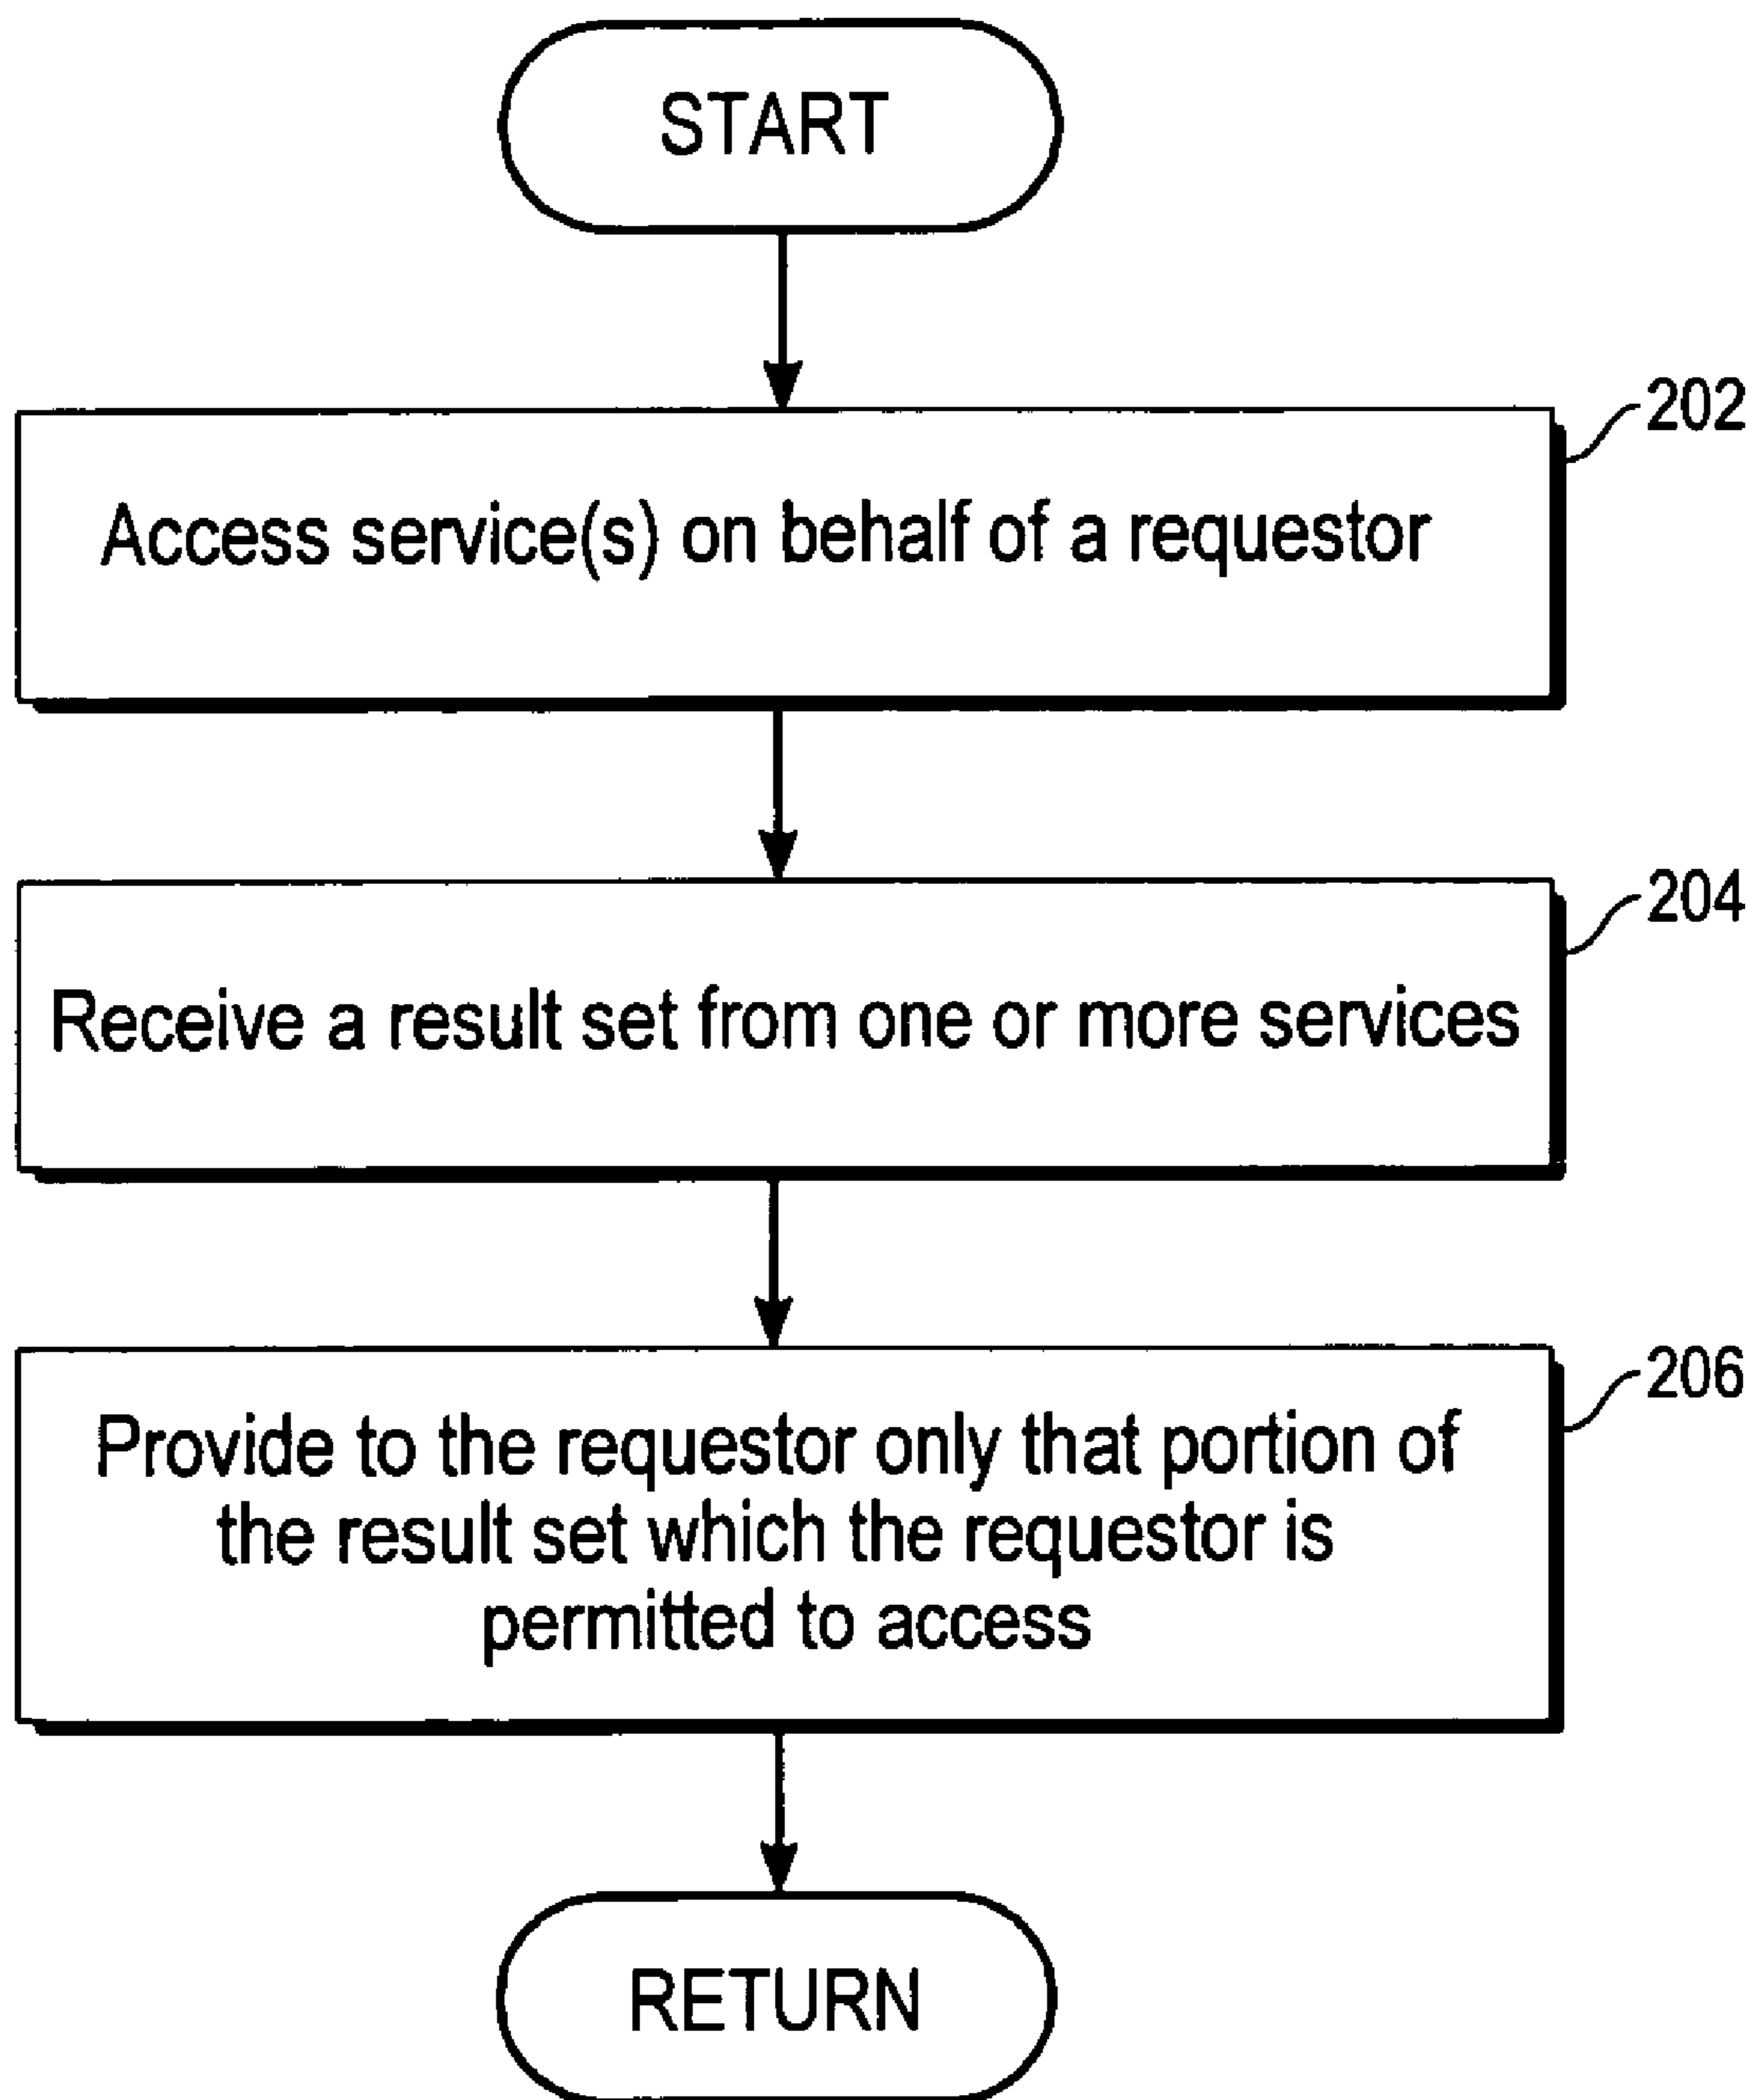 START
202
Access service(s) on behalf of a requestor
204
Receive a result set from one or more services
206
Provide to the requestor only that portion of
the result set which the requestor is
permitted to access
RETURN